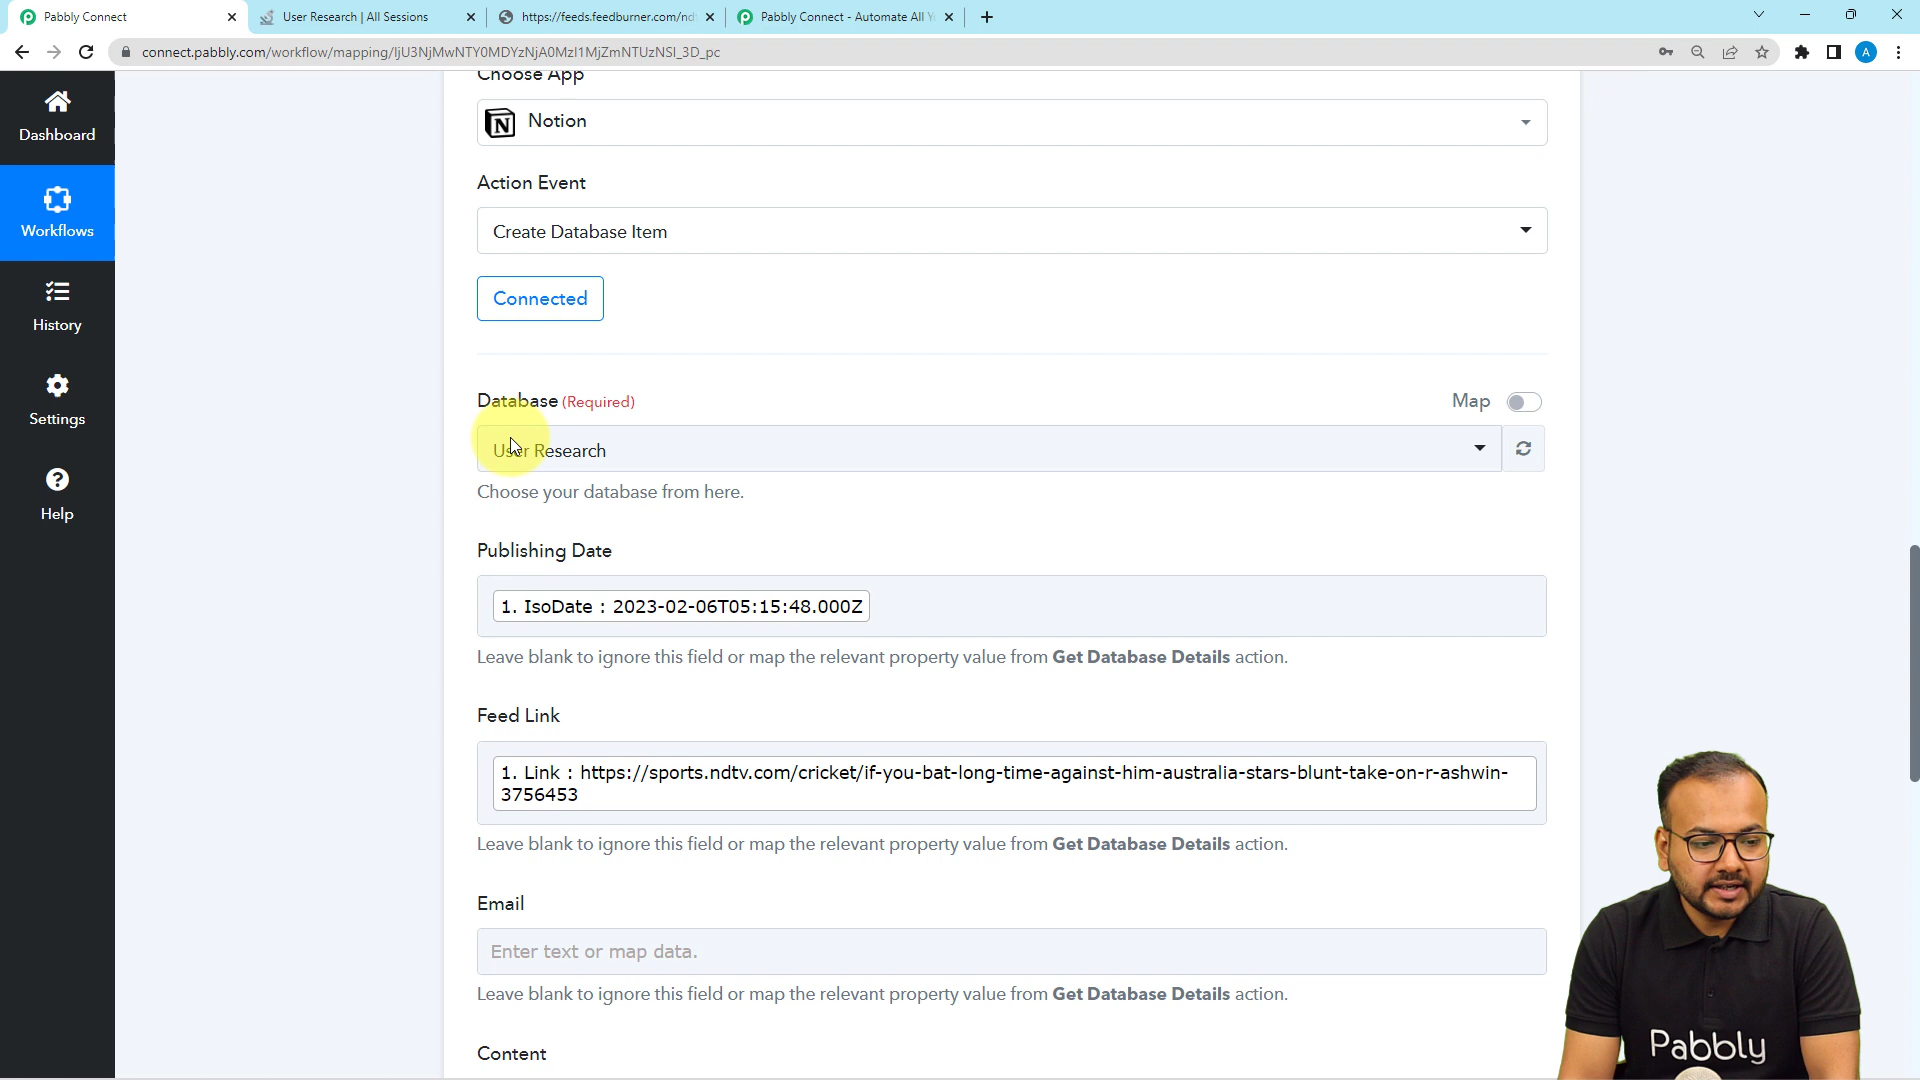 Pabbly Connect
User Research | All Sessions
https://feeds.feedburner.com/nd
Pabbly Connect - Automate All Y
connect.pabbly.com/workflow/mapping/IjU3NjMwNTY0MDYzNjA0MzI1MjZmNTUzNSI_3D_pc
A
Dashboard
Workflows
History
Settings
Help
Choose App
Notion
Action Event
Create Database Item
Connected
Database (Required)
Map
User Research
Choose your database from here.
Publishing Date
1. IsoDate : 2023-02-06T05:15:48.000Z
Leave blank to ignore this field or map the relevant property value from Get Database Details action.
Feed Link
1. Link : https://sports.ndtv.com/cricket/if-you-bat-long-time-against-him-australia-stars-blunt-take-on-r-ashwin-
3756453
Leave blank to ignore this field or map the relevant property value from Get Database Details action.
Email
Enter text or map data.
Leave blank to ignore this field or map the relevant property value from Get Database Details action.
Content
Pabbly